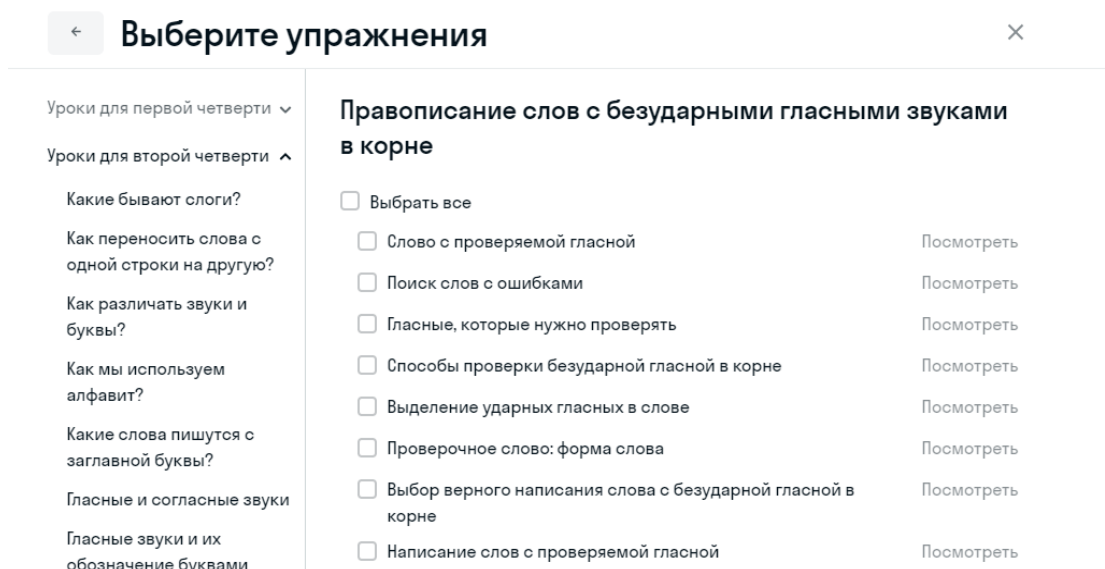 Выберите упражнения
Уроки для первой четверти
Уроки для второй четверти
Какие бывают слоги?
Как переносить слова с
одной строки на другую?
Как различать звуки и
буквы?
Как мы используем
алфавит?
Какие слова пишутся с
заглавной буквы?
Гласные и согласные звуки
Гласные звуки и их
обозначение буквами
Правописание слов с безударными гласными звуками
в корне
Выбрать все
Слово с проверяемой гласной Посмотреть
Поиск слов с ошибками Посмотреть
Гласные, которые нужно проверять Посмотреть
Способы проверки безударной гласной в корне Посмотреть
Выделение ударных гласных в слове Посмотреть
Проверочное слово: форма слова Посмотреть
Выбор верного написания слова с безударной гласной в Посмотреть
корне
Написание слов с проверяемой гласной Посмотреть